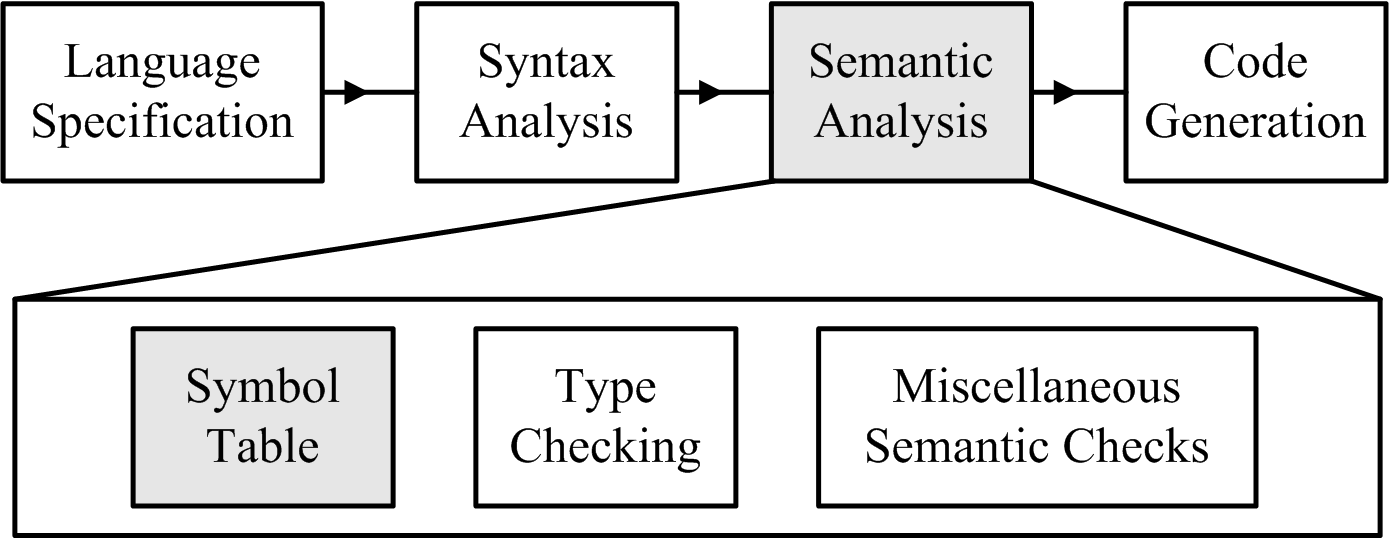 Language
Specification
Syntax
Analysis
Semantic
Analysis
Code
Generation
Symbol
Table
Type
Checking
Miscellaneous
Semantic Checks